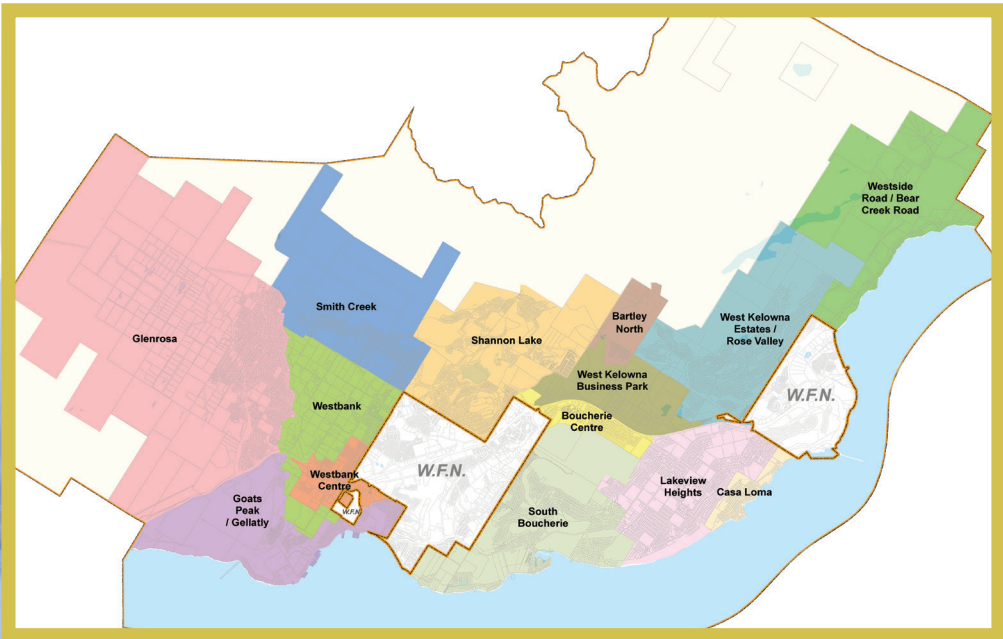 Westside
Road / Bear
Creek Road
Smith Creek
Bartley
North
West Kelowna
Estates /
Rose Valley
Glenrosa
Shannon Lake
West Kelowna
Business Park
W.F.N.
Westbank
Boucherie
Centre
W.F.N.
Westbank
Centre
Lakeview
Heights
Casa Loma
Goats
Peak
/ Gellatly
W.F.N.
South
Boucherie